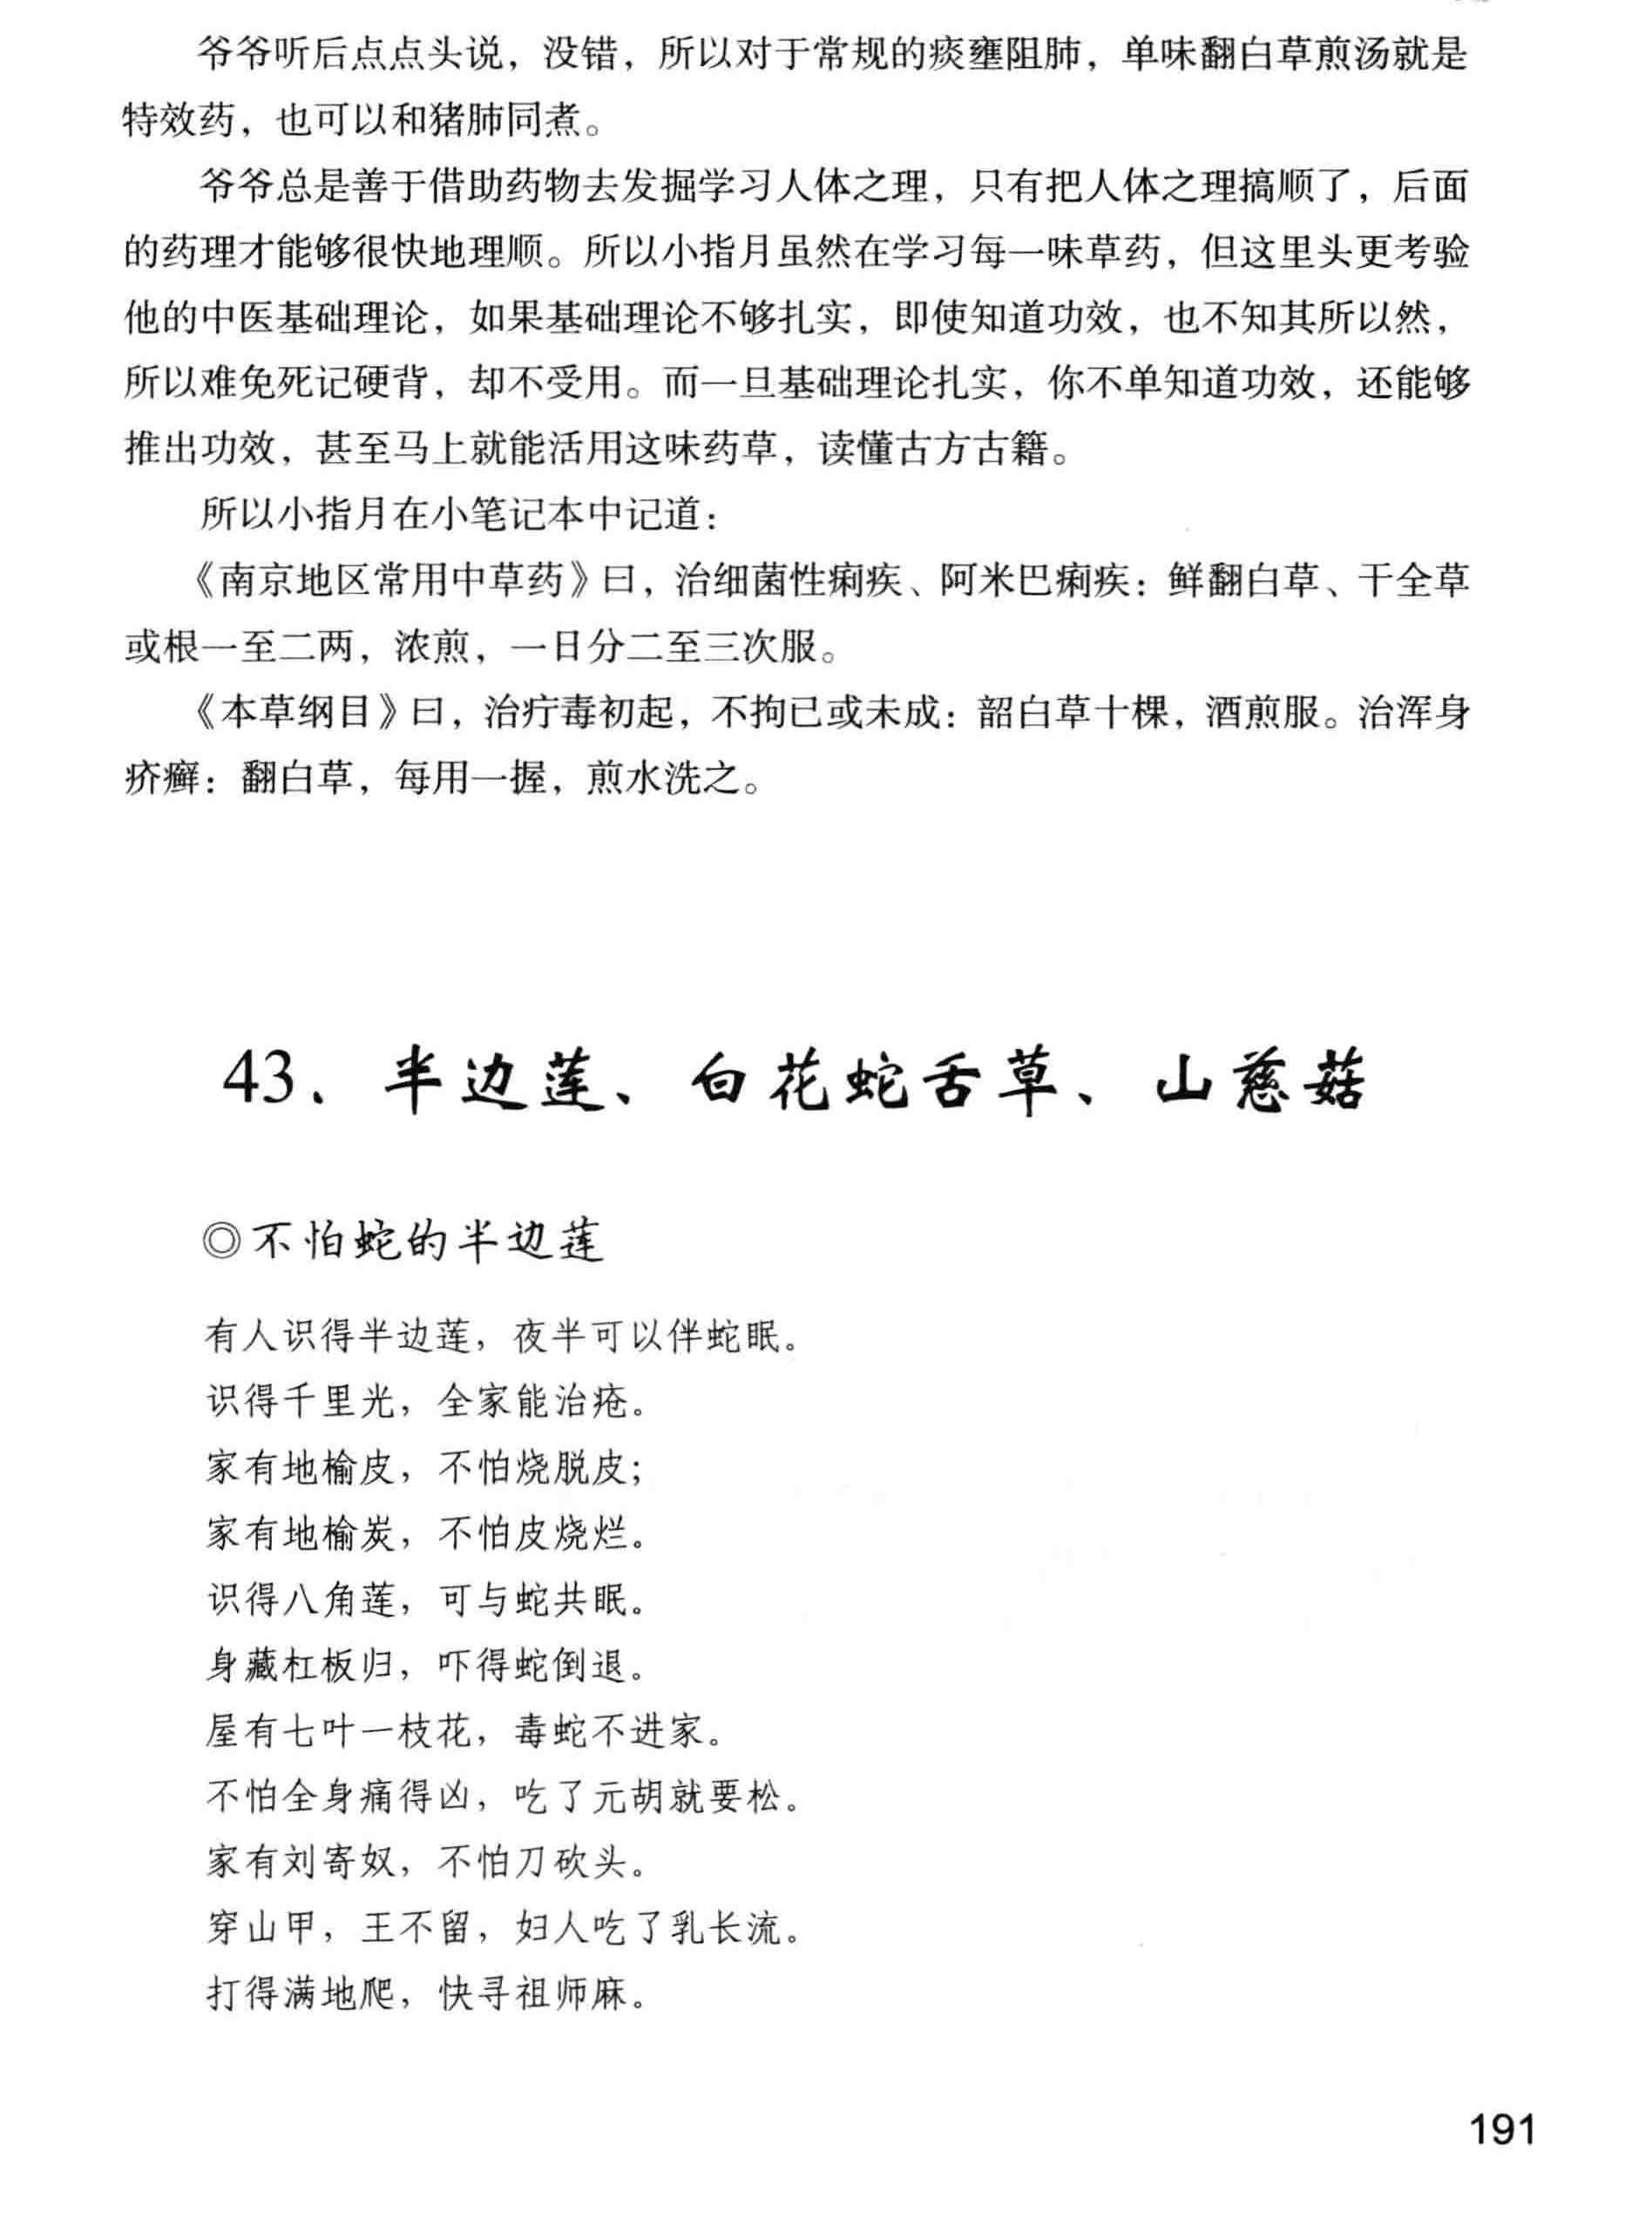 爷爷听后点点头说，没错，所以对于常规的痰壅阻肺，单味翻白草煎汤就是
特效药，也可以和猪肺同煮。
爷爷总是善于借助药物去发掘学习人体之理，只有把人体之理搞顺了，后面
的药理才能够很快地理顺。所以小指月虽然在学习每一味草药，但这里头更考验
他的中医基础理论，如果基础理论不够扎实，即使知道功效，也不知其所以然，
所以难免死记硬背，却不受用。而一旦基础理论扎实，你不单知道功效，还能够
推出功效，甚至马上就能活用这味药草，读懂古方古籍。
所以小指月在小笔记本中记道：
《南京地区常用中草药》曰，治细菌性痢疾、阿米巴痢疾：鲜翻白草、干全草
或根一至二两，浓煎，一日分二至三次服。
《本草纲目》曰，治疔毒初起，不拘已或未成：韶白草十棵，酒煎服。治浑身
疥癣：翻白草，每用一握，煎水洗之。
43、半边莲、白花蛇舌草、山慈菇
◎不怕蛇的半边莲
有人识得半边莲，夜半可以伴蛇眠。
识得千里光，全家能治疮。
家有地榆皮，不怕烧脱皮；
家有地榆炭，不怕皮烧烂。
识得八角莲，可与蛇共眠。
身藏杠板归，吓得蛇倒退。
屋有七叶一枝花，毒蛇不进家。
不怕全身痛得凶，吃了元胡就要松。
家有刘寄奴，不怕刀砍头。
穿山甲，王不留，妇人吃了乳长流。
打得满地爬，快寻祖师麻。
191